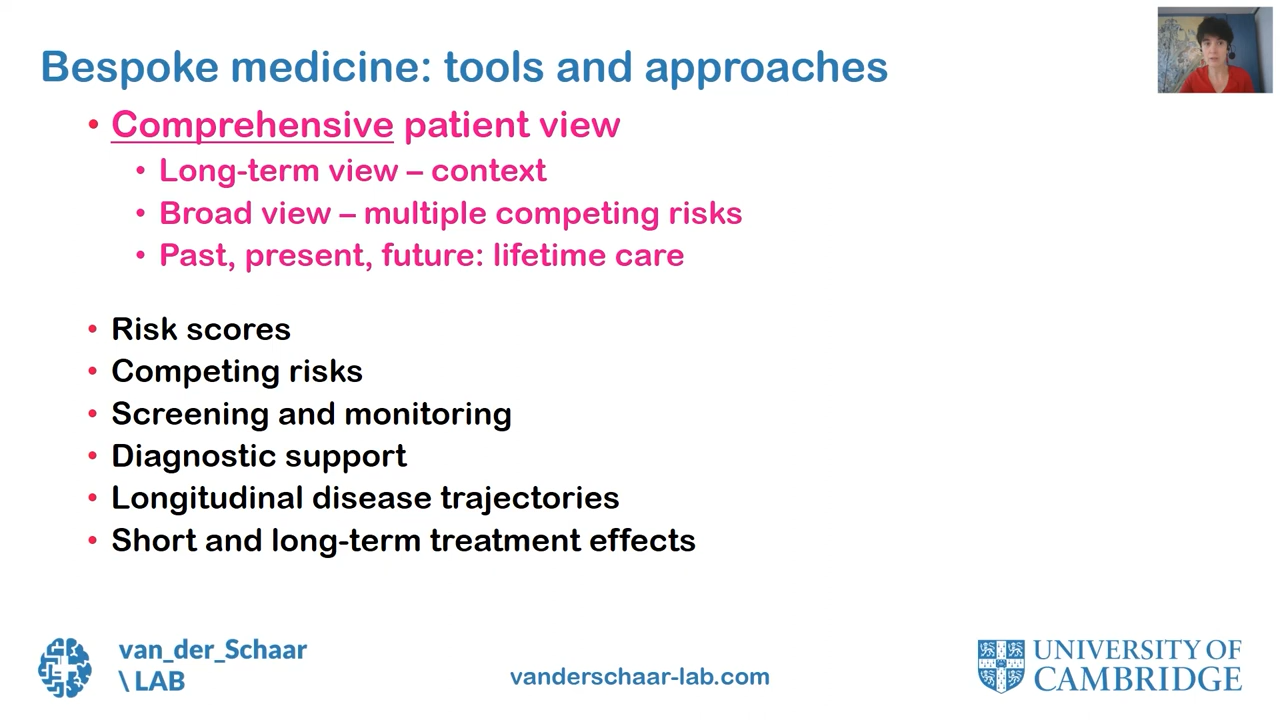 Bespoke medicine: tools and approaches
• Comprehensive patient view
• Long-term view – context
• Broad view – multiple competing risks
• Past, present, future: lifetime care
• Risk scores
• Competing risks
• Screening and monitoring
• Diagnostic support
• Longitudinal disease trajectories
• Short and long-term treatment effects
van_der_Schaar
\ LAB
vanderschaar-lab.com
UNIVERSITY OF
CAMBRIDGE